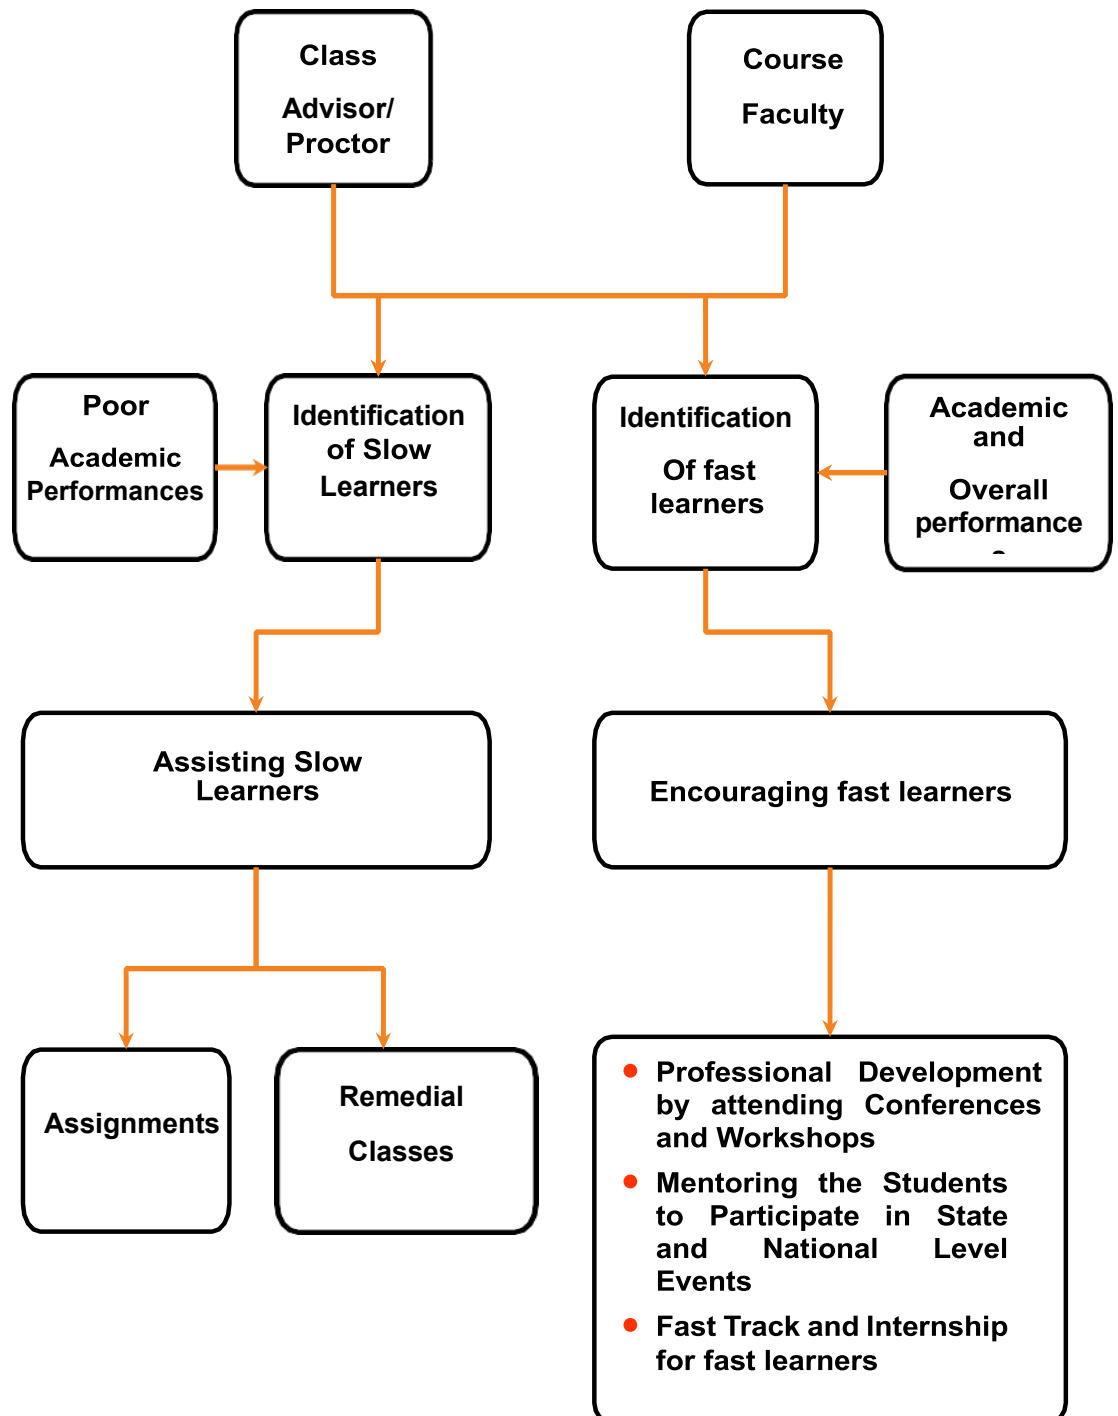 Class
Advisor/
Proctor
Course
Faculty
Poor
Academic
Performances
Identification
of Slow
Learners
Identification
Of fast
learners
Academic
and
Overall
performance
Assisting Slow
Learners
Encouraging fast learners
Assignments
Remedial
Classes
Professional Development
by attending Conferences
and Workshops
Mentoring the Students
to Participate in State
and National Level
Events
Fast Track and Internship
for fast learners